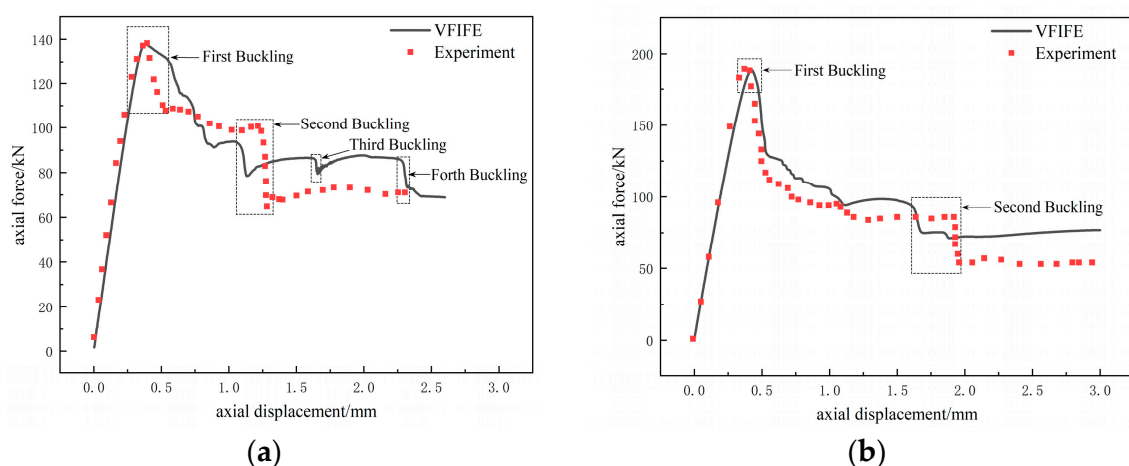 (a)
VFIFE
Experiment
First Buckling
Second Buckling
Third Buckling
Forth Buckling
140
120
100
80
60
40
20
0
axial force/kN
0.0 0.5 1.0 1.5 2.0 2.5 3.0
axial displacement/mm
(a)
(b)
VFIFE
Experiment
First Buckling
Second Buckling
200
150
100
50
0
axial force/kN
0.0 0.5 1.0 1.5 2.0 2.5 3.0
axial displacement/mm
(b)